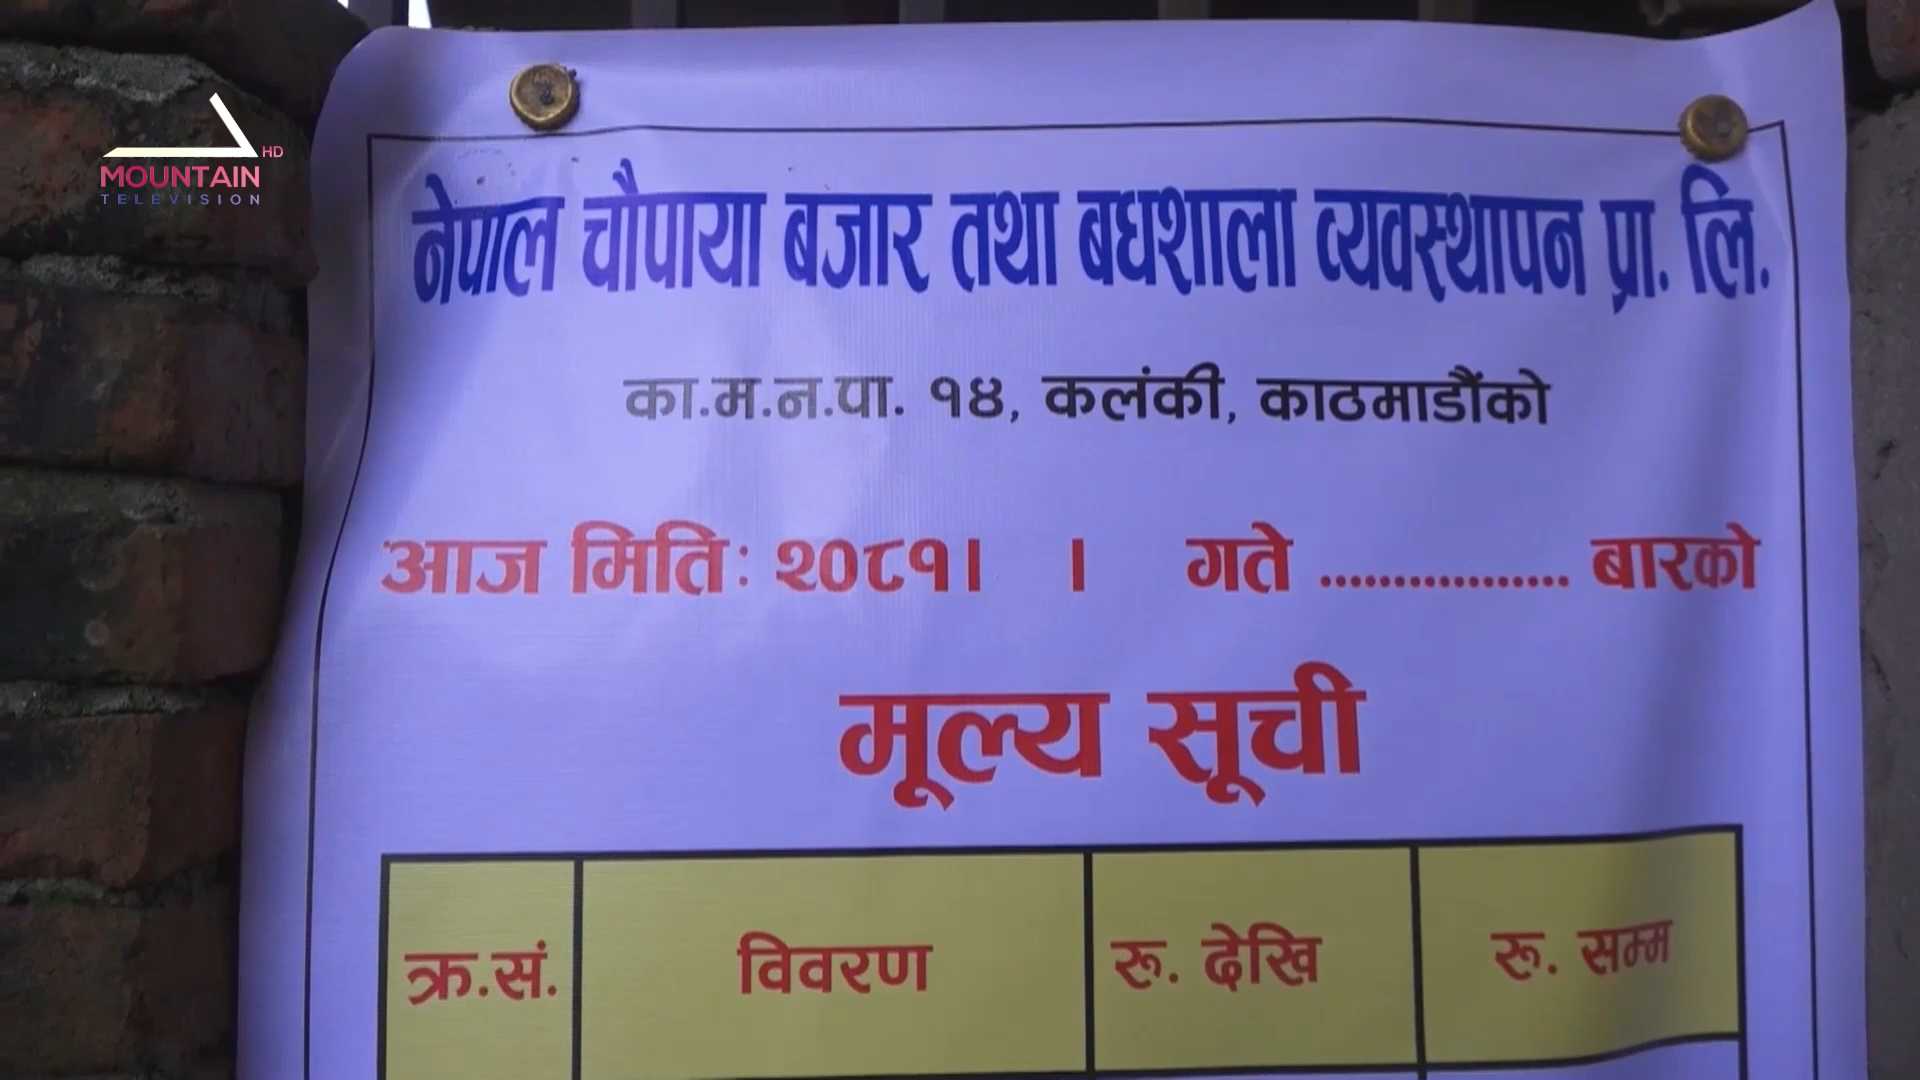 HD
MOUNTAIN
TELEVISION
नेपाल चौपाया बजार तथा बधशाला व्यवस्थापन प्रा. लि.
का.म.न.पा. १४, कलंकी, काठमाडौंको
आज मितिः २०८१। । गते ................. बारको
मूल्य सूची
क्र.सं. विवरण रू. देखि रू. सम्म